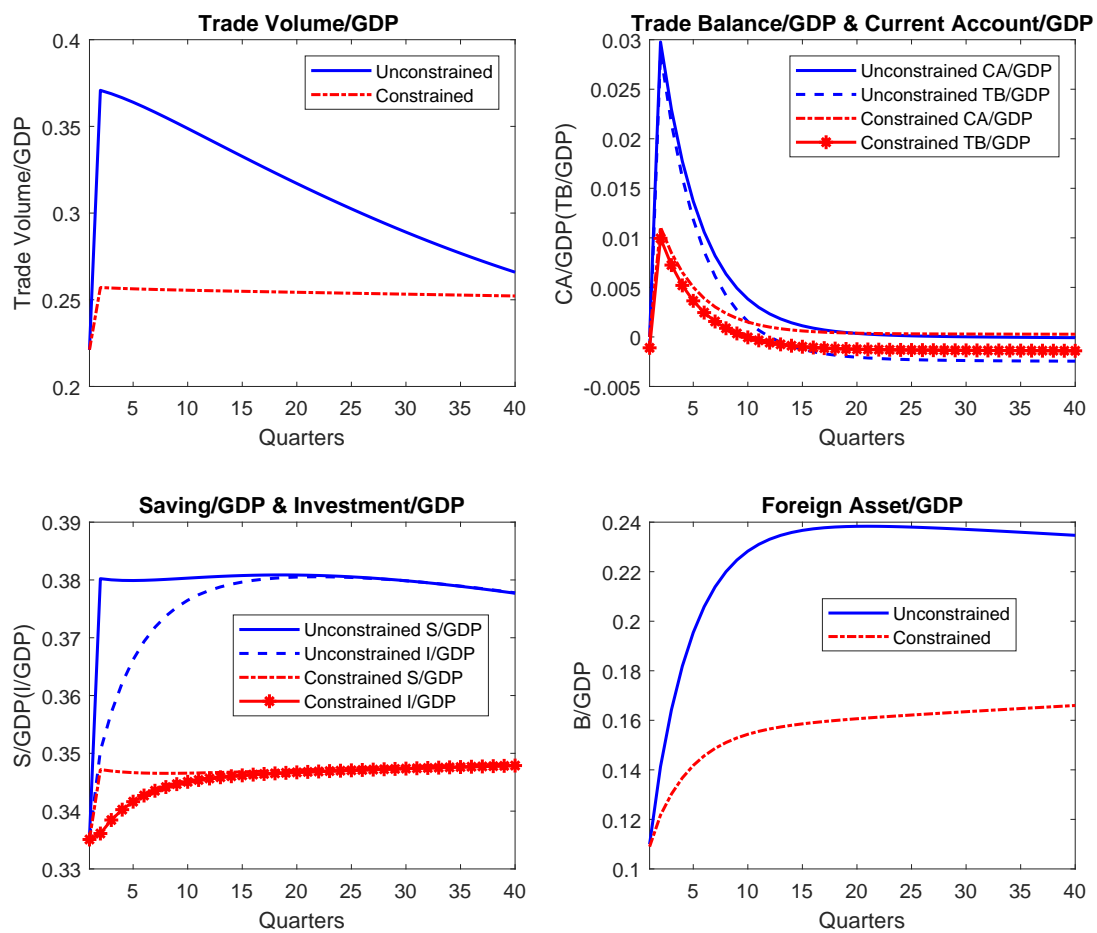 Trade Volume/GDP
0.4
0.35
0.3
0.25
0.2
Trade Volume/GDP
Unconstrained
Constrained
5 10 15 20 25 30 35 40
Quarters
Trade Balance/GDP & Current Account/GDP
0.03
0.025
0.02
0.015
0.01
0.005
0
-0.005
CA/GDP(TB/GDP)
Unconstrained CA/GDP
Unconstrained TB/GDP
Constrained CA/GDP
Constrained TB/GDP
5 10 15 20 25 30 35 40
Quarters
Saving/GDP & Investment/GDP
0.39
0.38
0.37
0.36
0.35
0.34
0.33
S/GDP(I/GDP)
Unconstrained S/GDP
Unconstrained I/GDP
Constrained S/GDP
Constrained I/GDP
5 10 15 20 25 30 35 40
Quarters
Foreign Asset/GDP
0.24
0.22
0.2
0.18
0.16
0.14
0.12
0.1
B/GDP
Unconstrained
Constrained
5 10 15 20 25 30 35 40
Quarters